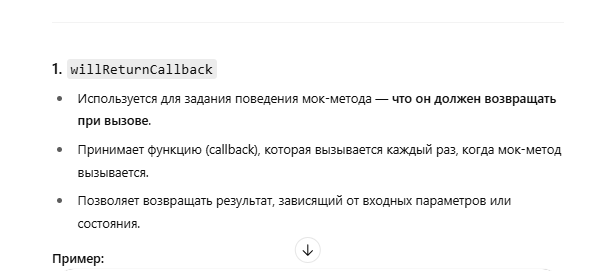 1. willReturnCallback
• Используется для задания поведения мок-метода — что он должен возвращать
при вызове.
• Принимает функцию (callback), которая вызывается каждый раз, когда мок-метод
вызывается.
• Позволяет возвращать результат, зависящий от входных параметров или
состояния.
Пример: